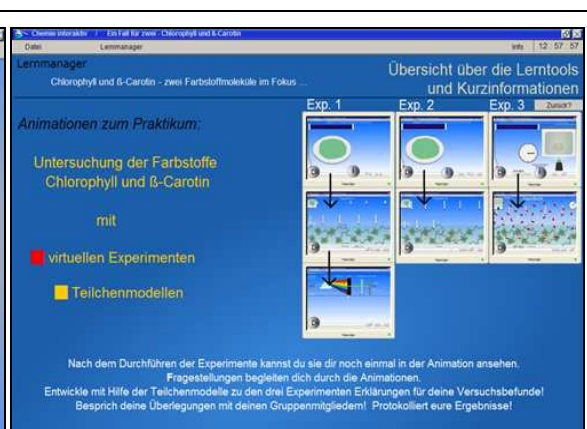 Chemie interaktiv / Ein Fall für zwei - Chlorophyll und ß-Carotin
Datei Lernmanager Info 12 : 57 : 57
Lernmanager
Chlorophyll und ß-Carotin - zwei Farbstoffmoleküle im Fokus ...
Übersicht über die Lerntools
und Kurzinformationen
Exp. 1 Exp. 2 Exp. 3 Zurück?
Animationen zum Praktikum:
Untersuchung der Farbstoffe
Chlorophyll und ß-Carotin
mit
virtuellen Experimenten
Teilchenmodellen
Nach dem Durchführen der Experimente kannst du sie dir noch einmal in der Animation ansehen.
Fragestellungen begleiten dich durch die Animationen.
Entwickle mit Hilfe der Teilchenmodelle zu den drei Experimenten Erklärungen für deine Versuchsbefunde!
Besprich deine Überlegungen mit deinen Gruppenmitgliedern! Protokolliert eure Ergebnisse!